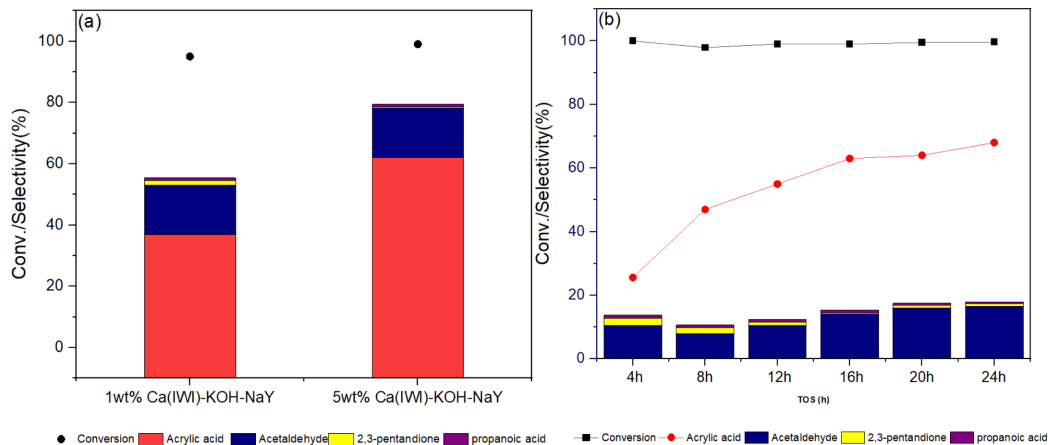 (a)
100
80
60
40
20
0
Conv./Selectivity(%)
1wt% Ca(IWI)-KOH-NaY
5wt% Ca(IWI)-KOH-NaY
Conversion Acrylic acid Acetaldehyde 2,3-pentandione propanoic acid
(b)
100
80
60
40
20
0
Conv./Selectivity(%)
4h 8h 12h 16h 20h 24h
TOS (h)
Conversion Acrylic acid Acetaldehyde 2,3-pentandione propanoic acid